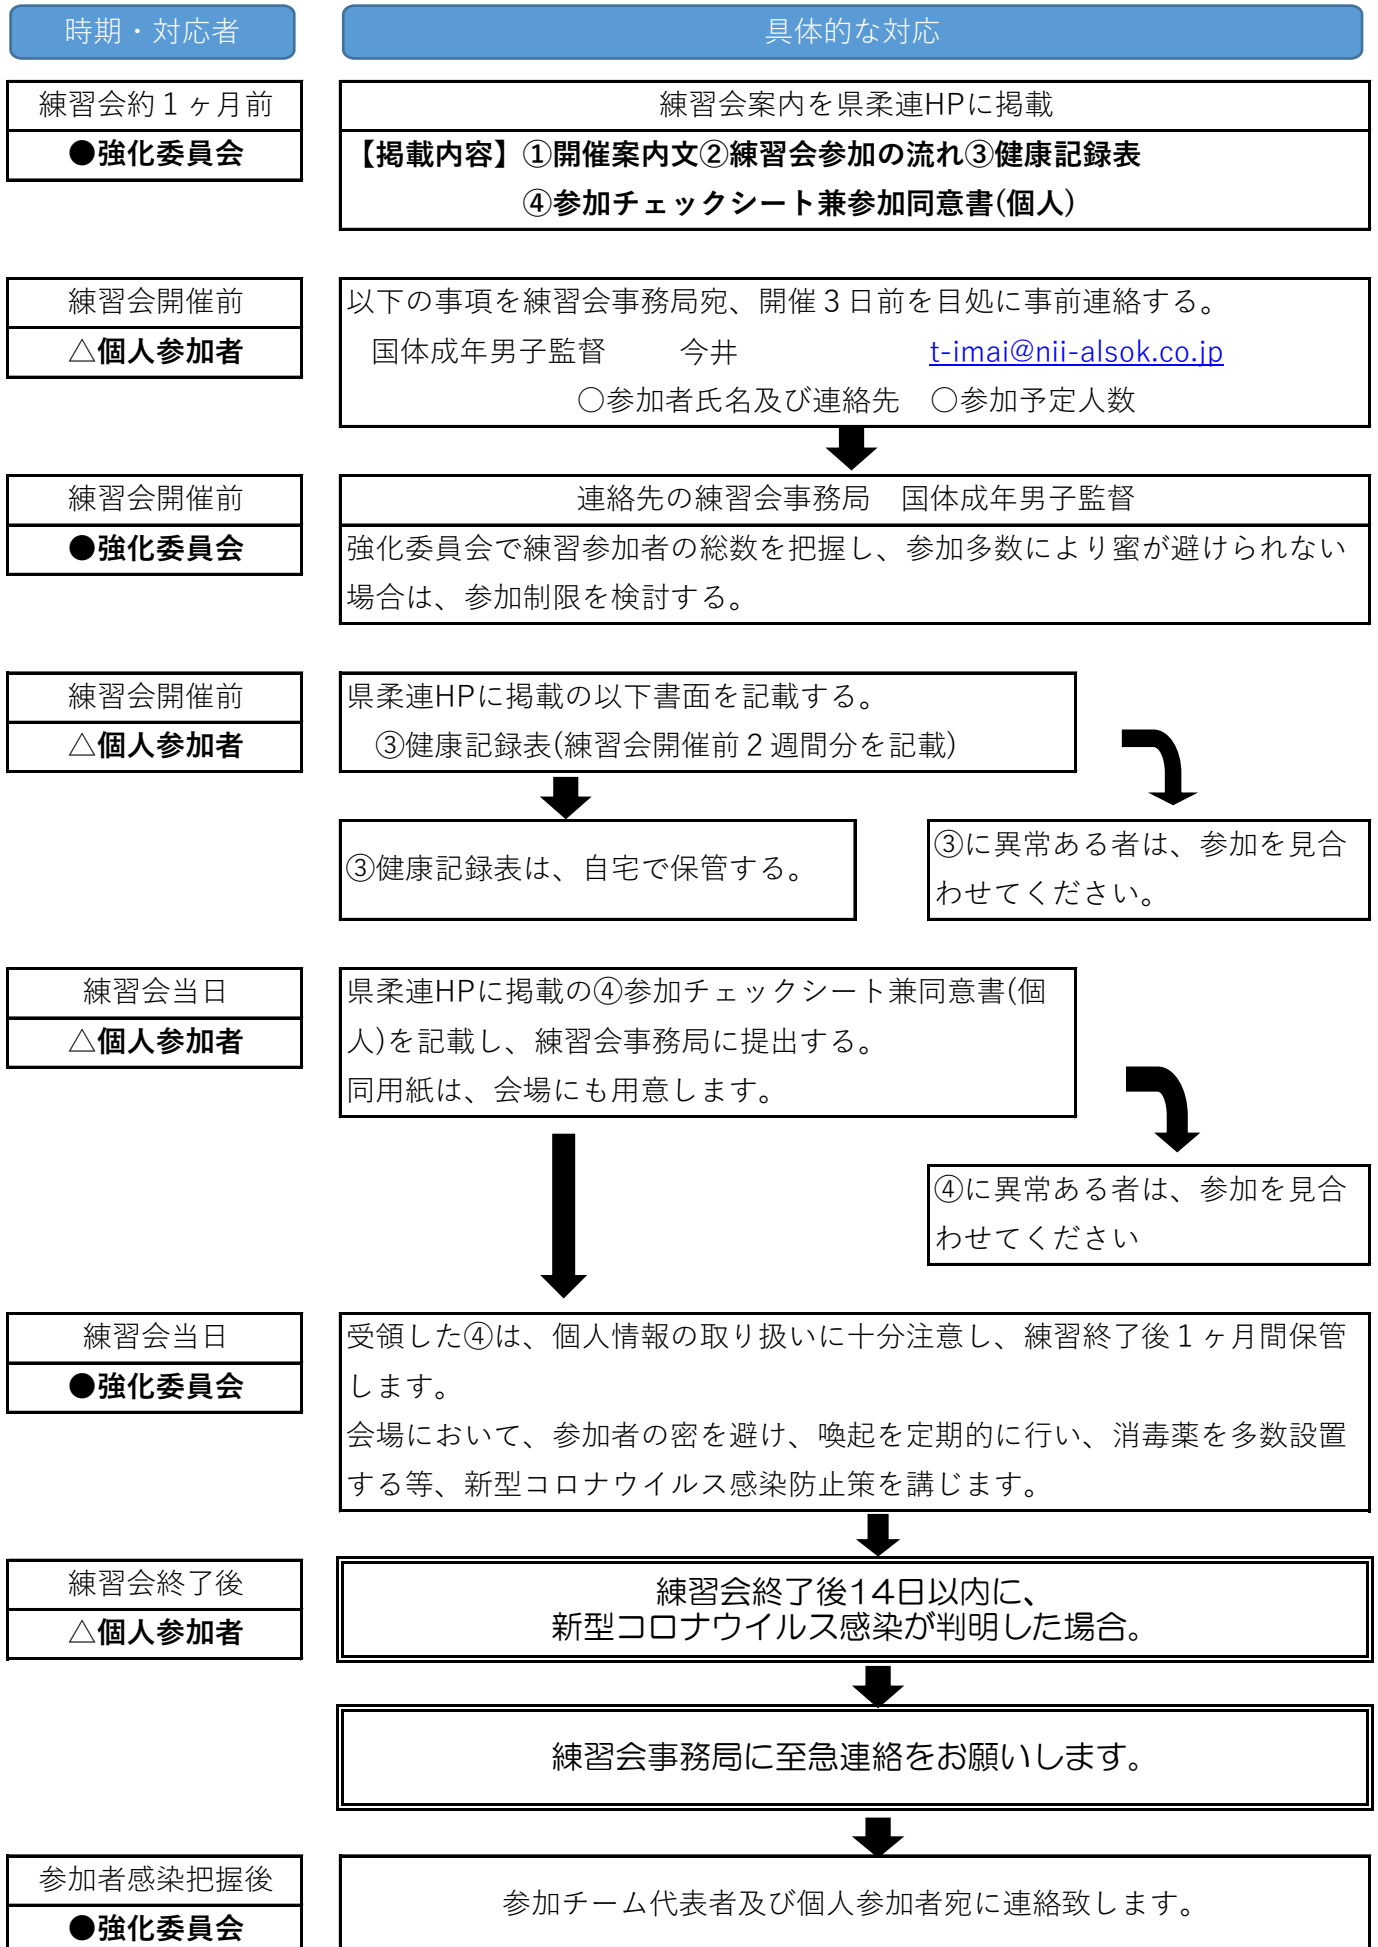 時期・対応者
具体的な対応
練習会約１ヶ月前
●強化委員会
練習会案内を県柔連HPに掲載
【掲載内容】①開催案内文②練習会参加の流れ③健康記録表
④参加チェックシート兼参加同意書(個人)
練習会開催前
△個人参加者
以下の事項を練習会事務局宛、開催３日前を目処に事前連絡する。
国体成年男子監督　　今井　　t-imai@nii-alsok.co.jp
○参加者氏名及び連絡先　○参加予定人数
練習会開催前
●強化委員会
連絡先の練習会事務局　国体成年男子監督
強化委員会で練習参加者の総数を把握し、参加多数により蜜が避けられない
場合は、参加制限を検討する。
練習会開催前
△個人参加者
県柔連HPに掲載の以下書面を記載する。
③健康記録表(練習会開催前２週間分を記載)
③健康記録表は、自宅で保管する。
③に異常ある者は、参加を見合
わせてください。
練習会当日
△個人参加者
県柔連HPに掲載の④参加チェックシート兼同意書(個
人)を記載し、練習会事務局に提出する。
同用紙は、会場にも用意します。
④に異常ある者は、参加を見合
わせてください
練習会当日
●強化委員会
受領した④は、個人情報の取り扱いに十分注意し、練習終了後１ヶ月間保管
します。
会場において、参加者の密を避け、喚起を定期的に行い、消毒薬を多数設置
する等、新型コロナウイルス感染防止策を講じます。
練習会終了後
△個人参加者
練習会終了後14日以内に、
新型コロナウイルス感染が判明した場合。
練習会事務局に至急連絡をお願いします。
参加者感染把握後
●強化委員会
参加チーム代表者及び個人参加者宛に連絡致します。